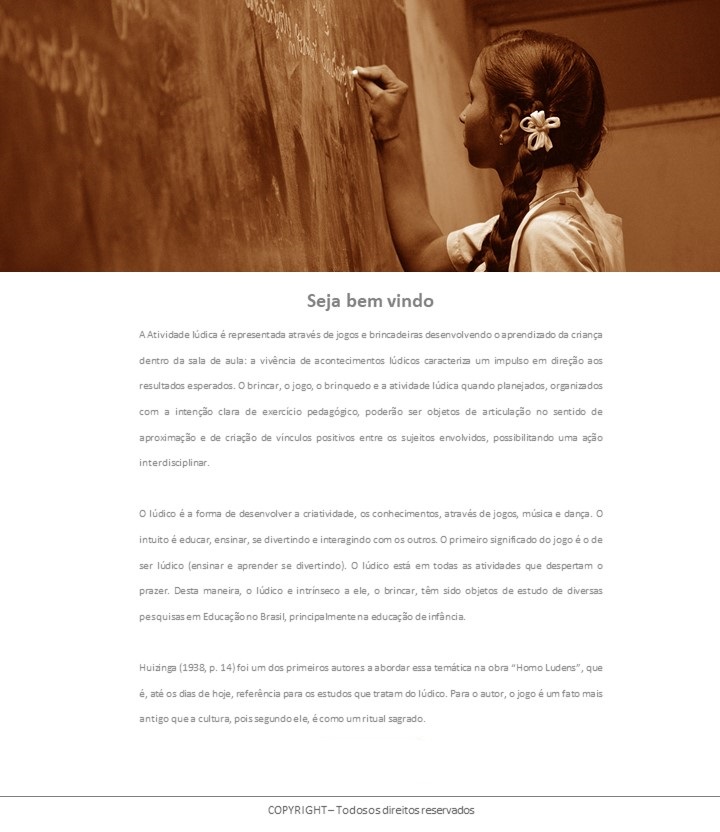 Seja bem vindo
A Atividade lúdica é representada através de jogos e brincadeiras desenvolvendo o aprendizado da criança
dentro da sala de aula: a vivência de acontecimentos lúdicos caracteriza um impulso em direção aos
resultados esperados. O brincar, o jogo, o brinquedo e a atividade lúdica quando planejados, organizados
com a intenção clara de exercício pedagógico, poderão ser objetos de articulação no sentido de
aproximação e de criação de vínculos positivos entre os sujeitos envolvidos, possibilitando uma ação
interdisciplinar.
O lúdico é a forma de desenvolver a criatividade, os conhecimentos, através de jogos, música e dança. O
intuito é educar, ensinar, se divertindo e interagindo com os outros. O primeiro significado do jogo é o de
ser lúdico (ensinar e aprender se divertindo). O lúdico está em todas as atividades que despertam o
prazer. Desta maneira, o lúdico e intrínseco a ele, o brincar, têm sido objetos de estudo de diversas
pesquisas em Educação no Brasil, principalmente na educação de infância.
Huizinga (1938, p. 14) foi um dos primeiros autores a abordar essa temática na obra “Homo Ludens”, que
é, até os dias de hoje, referência para os estudos que tratam do lúdico. Para o autor, o jogo é um fato mais
antigo que a cultura, pois segundo ele, é como um ritual sagrado.
COPYRIGHT – Todos os direitos reservados